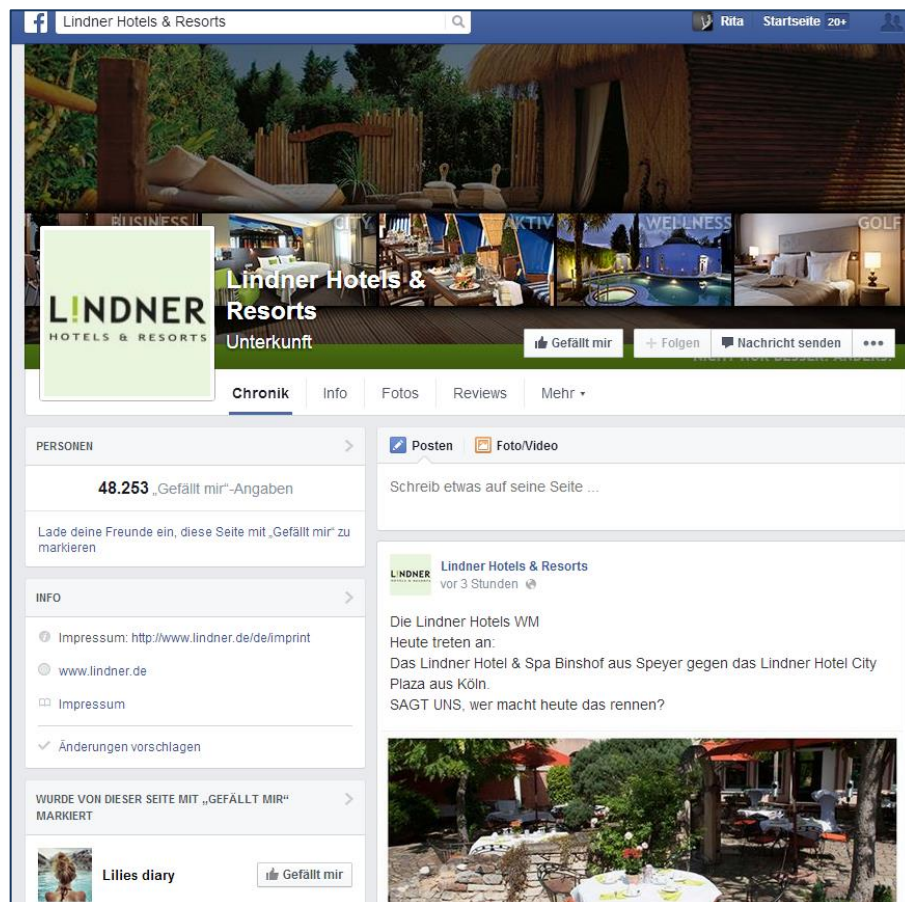 Lindner Hotels & Resorts
Rita
Startseite 20+
BUSINESS
CITY
AKTIV
WELLNESS
GOLF
L!NDNER
HOTELS & RESORTS
Lindner Hotels &
Resorts
Unterkunft
Gefällt mir
+ Folgen
Nachricht senden
•••
NICHT NUR BESSER. ANDERS.
Chronik
Info
Fotos
Reviews
Mehr
PERSONEN
48.253 „Gefällt mir“-Angaben
Lade deine Freunde ein, diese Seite mit „Gefällt mir“ zu
markieren
INFO
Impressum: http://www.lindner.de/de/imprint
www.lindner.de
Impressum
Änderungen vorschlagen
WURDE VON DIESER SEITE MIT „GEFÄLLT MIR“
MARKIERT
Lilies diary
Gefällt mir
Posten
Foto/Video
Schreib etwas auf seine Seite ...
L!NDNER
Lindner Hotels & Resorts
vor 3 Stunden
Die Lindner Hotels WM
Heute treten an:
Das Lindner Hotel & Spa Binshof aus Speyer gegen das Lindner Hotel City
Plaza aus Köln.
SAGT UNS, wer macht heute das rennen?